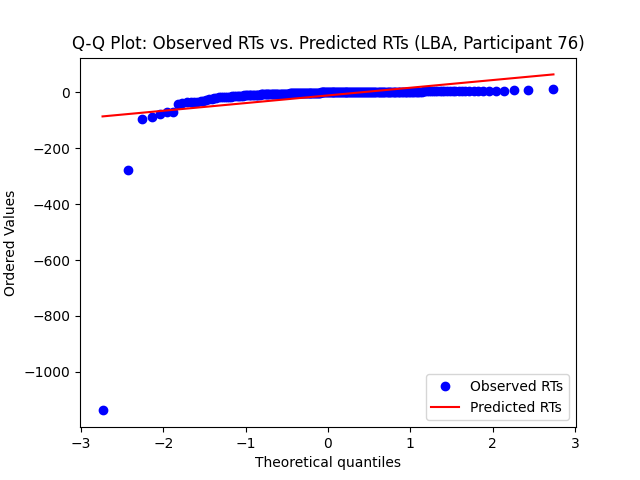 Q-Q Plot: Observed RTs vs. Predicted RTs (LBA, Participant 76)
0
−200
−400
−600
−800
−1000
Ordered Values
−3
−2
−1
0
1
2
3
Theoretical quantiles
Observed RTs
Predicted RTs